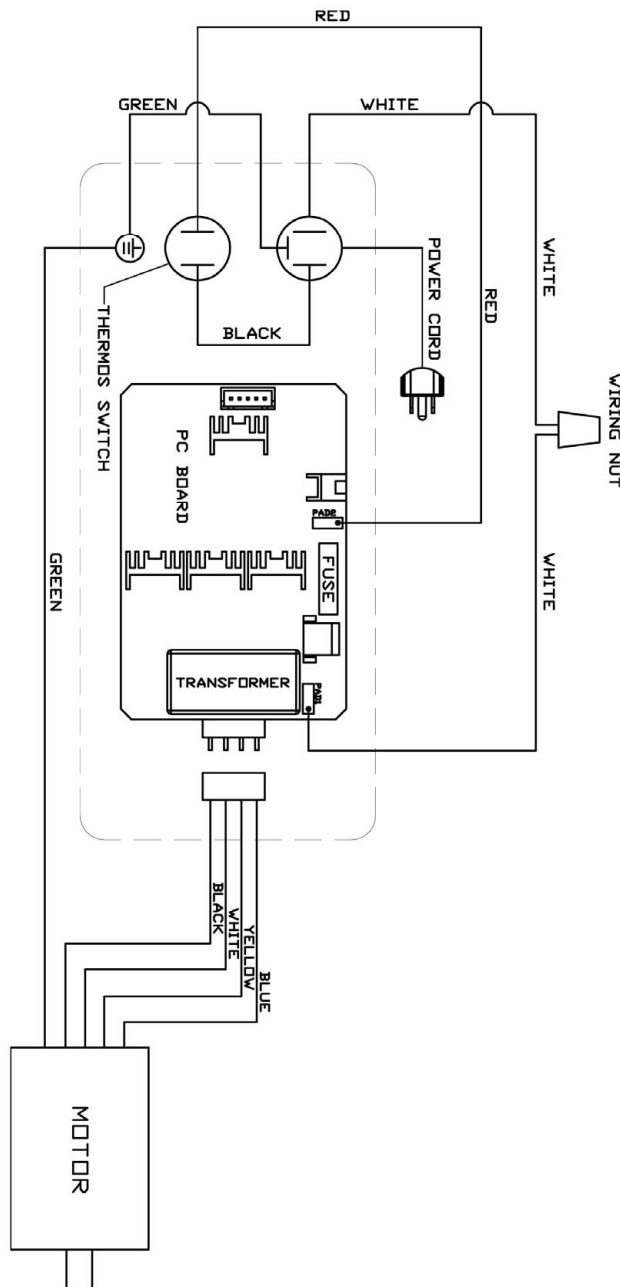 RED
GREEN
WHITE
WHITE
RED
POWER CORD
BLACK
THERMOS SWITCH
WIRING NUT
PC BOARD
PAD2
FUSE
WHITE
GREEN
TRANSFORMER
PAD1
BLACK
WHITE
YELLOW
BLUE
MOTOR